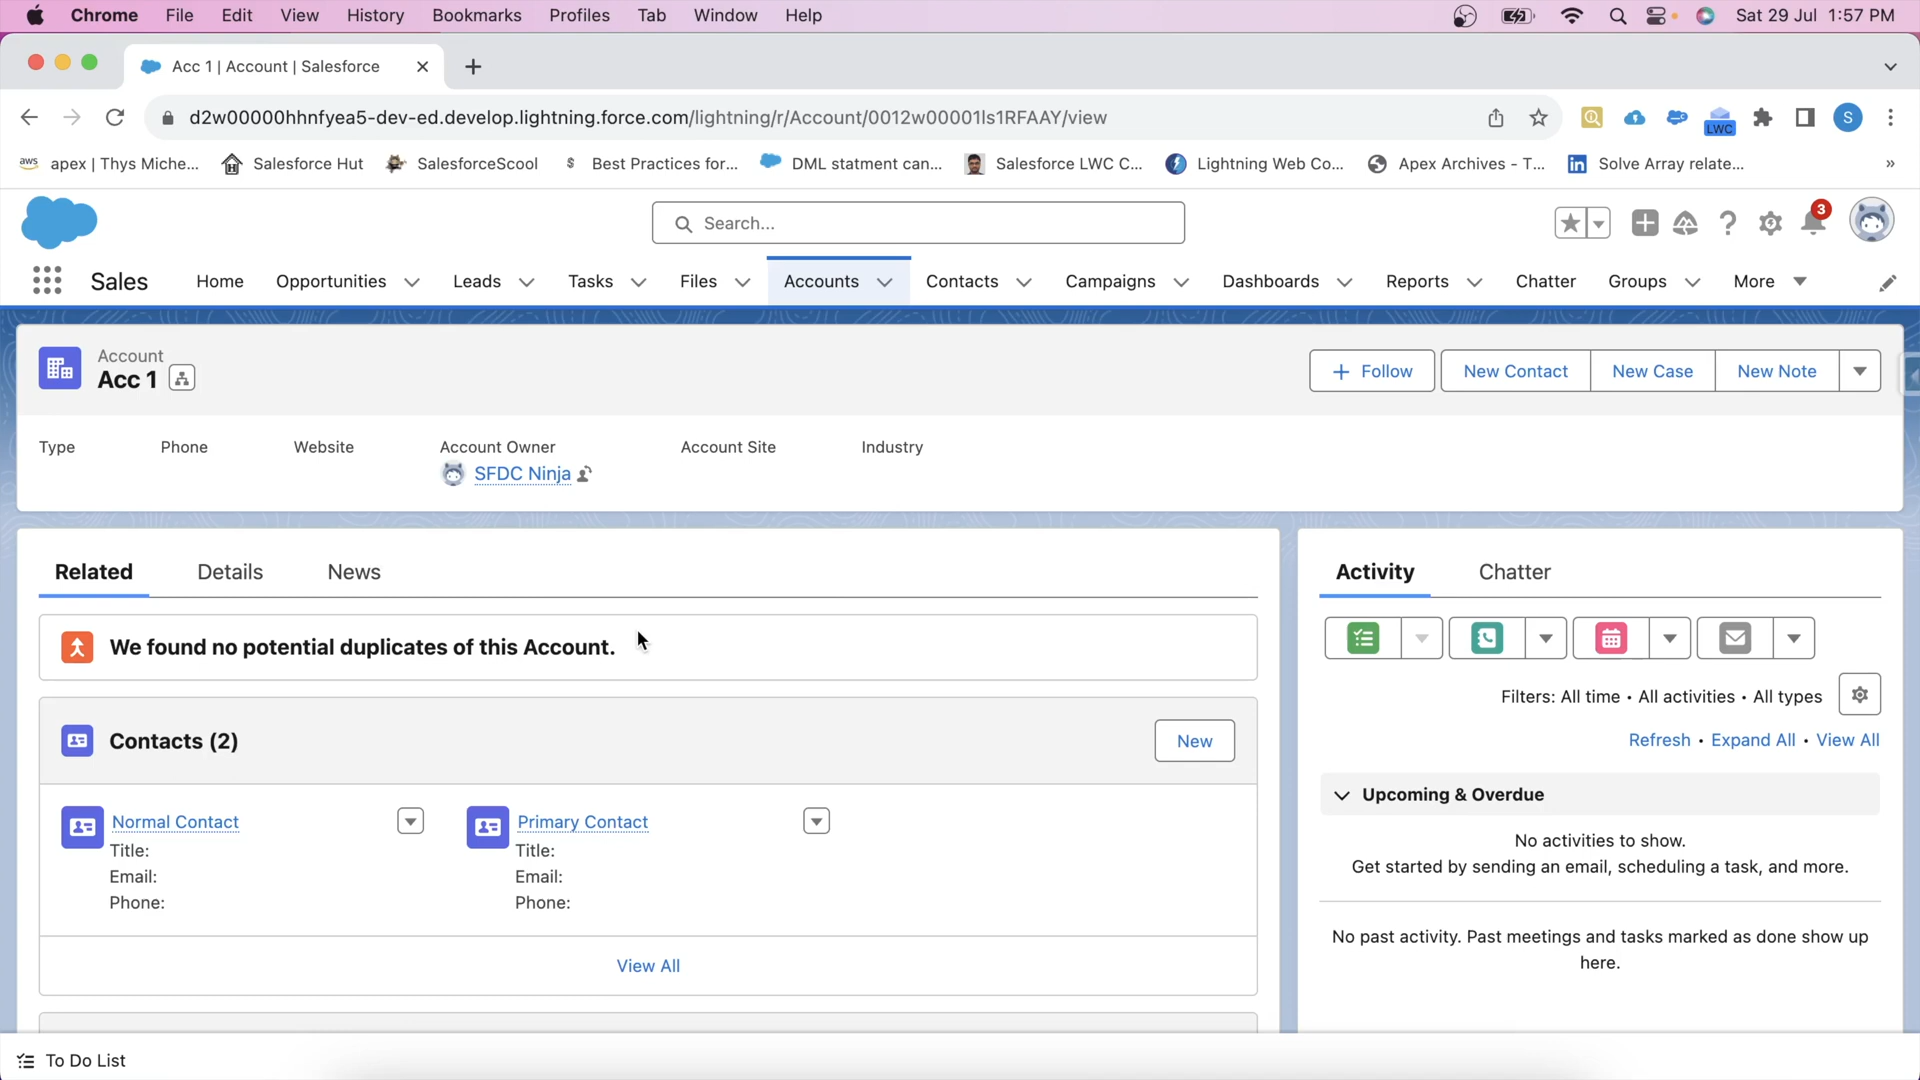 Chrome File Edit View History Bookmarks Profiles Tab Window Help Sat 29 Jul 1:57 PM
Acc 1 | Account | Salesforce
d2w00000hhnfyea5-dev-ed.develop.lightning.force.com/lightning/r/Account/0012w00001ls1RFAAY/view S LWC
aws apex | Thys Miche... Salesforce Hut SalesforceScool S Best Practices for... DML statment can... Salesforce LWC C... Lightning Web Co... Apex Archives - T... in Solve Array relate... »
Search... 3
Sales Home Opportunities Leads Tasks Files Accounts Contacts Campaigns Dashboards Reports Chatter Groups More
Account
Acc 1
+ Follow New Contact New Case New Note
Type Phone Website Account Owner Account Site Industry
SFDC Ninja
Related Details News
We found no potential duplicates of this Account.
Contacts (2) New
Normal Contact Primary Contact
Title: Title:
Email: Email:
Phone: Phone:
View All
Activity Chatter
Filters: All time • All activities • All types
Refresh • Expand All • View All
Upcoming & Overdue
No activities to show.
Get started by sending an email, scheduling a task, and more.
No past activity. Past meetings and tasks marked as done show up
here.
To Do List